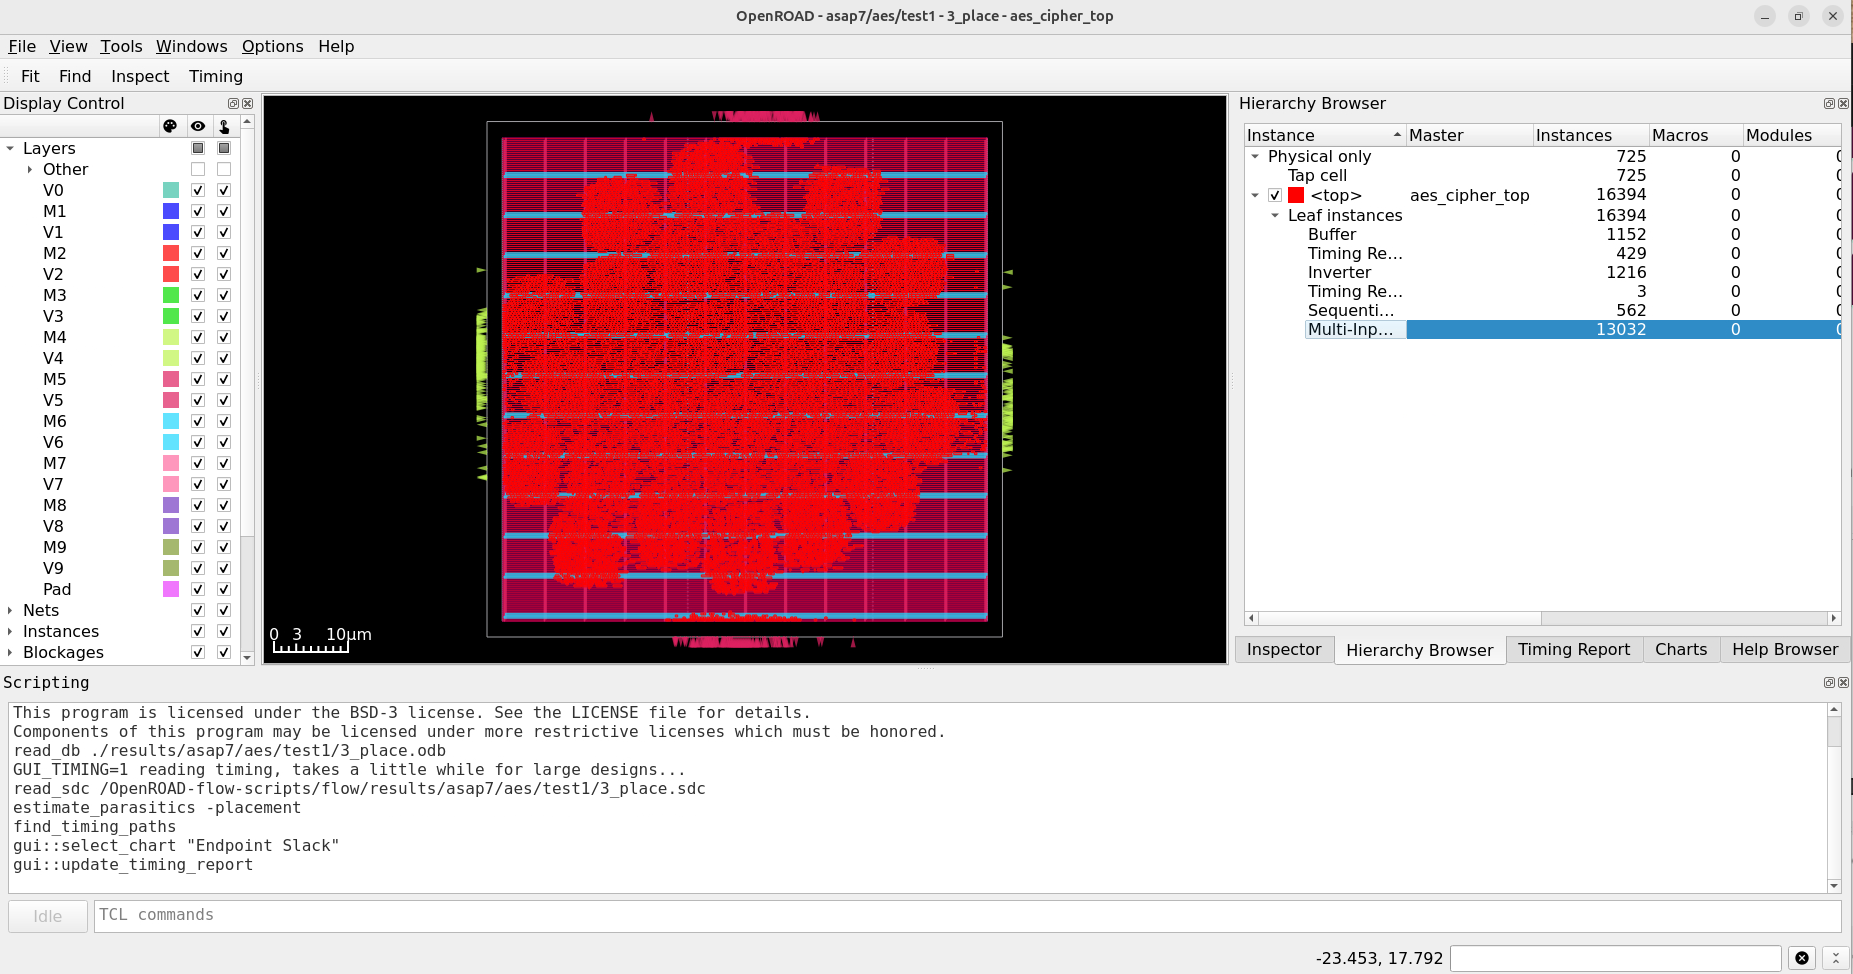 OpenROAD - asap7/aes/test1 - 3_place - aes_cipher_top
File View Tools Windows Options Help
Fit Find Inspect Timing
Display Control
Layers
Other
V0
M1
V1
M2
V2
M3
V3
M4
V4
M5
V5
M6
V6
M7
V7
M8
V8
M9
V9
Pad
Nets
Instances
Blockages
0 3 10μm
Hierarchy Browser
Instance Master Instances Macros Modules
Physical only 725 0
Tap cell 725 0
<top> aes_cipher_top 16394 0
Leaf instances 16394 0
Buffer 1152 0
Timing Re... 429 0
Inverter 1216 0
Timing Re... 3 0
Sequenti... 562 0
Multi-Inp... 13032 0
Inspector Hierarchy Browser Timing Report Charts Help Browser
Scripting
This program is licensed under the BSD-3 license. See the LICENSE file for details.
Components of this program may be licensed under more restrictive licenses which must be honored.
read_db ./results/asap7/aes/test1/3_place.odb
GUI_TIMING=1 reading timing, takes a little while for large designs...
read_sdc /OpenROAD-flow-scripts/flow/results/asap7/aes/test1/3_place.sdc
estimate_parasitics -placement
find_timing_paths
gui::select_chart "Endpoint Slack"
gui::update_timing_report
Idle TCL commands
-23.453, 17.792